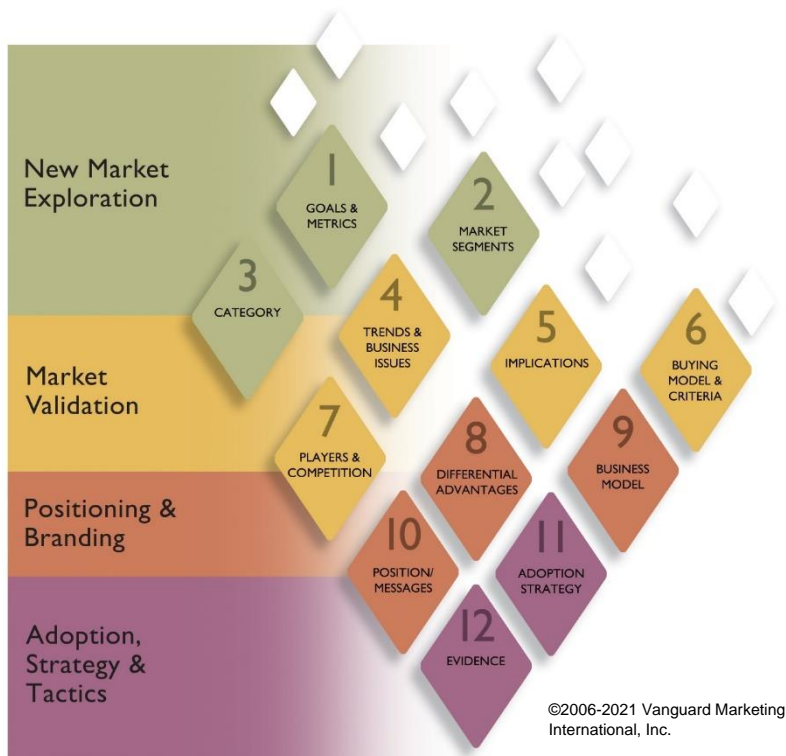 New Market
Exploration
1
GOALS &
METRICS
2
MARKET
SEGMENTS
3
CATEGORY
4
TRENDS &
BUSINESS
ISSUES
5
IMPLICATIONS
6
BUYING
MODEL &
CRITERIA
Market
Validation
7
PLAYERS &
COMPETITION
8
DIFFERENTIAL
ADVANTAGES
9
BUSINESS
MODEL
Positioning &
Branding
10
POSITION/
MESSAGES
11
ADOPTION
STRATEGY
Adoption,
Strategy &
Tactics
12
EVIDENCE
©2006-2021 Vanguard Marketing
International, Inc.